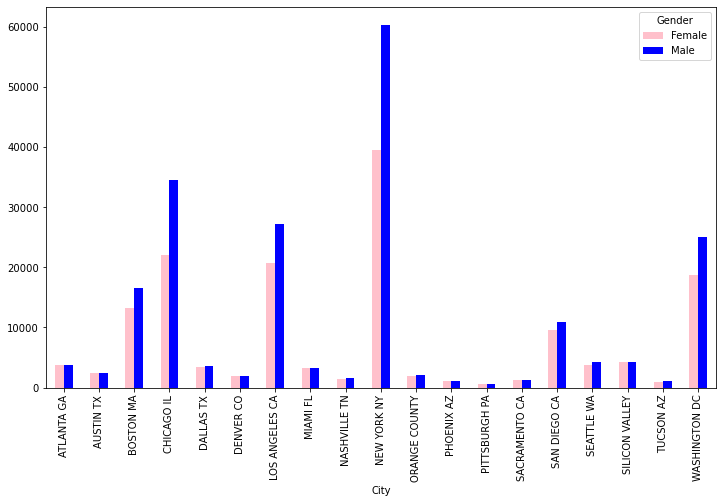 Gender
Female
Male
60000
50000
40000
30000
20000
10000
0
ATLANTA GA
AUSTIN TX
BOSTON MA
CHICAGO IL
DALLAS TX
DENVER CO
LOS ANGELES CA
MIAMI FL
NASHVILLE TN
NEW YORK NY
ORANGE COUNTY
PHOENIX AZ
PITTSBURGH PA
SACRAMENTO CA
SAN DIEGO CA
SEATTLE WA
SILICON VALLEY
TUCSON AZ
WASHINGTON DC
City